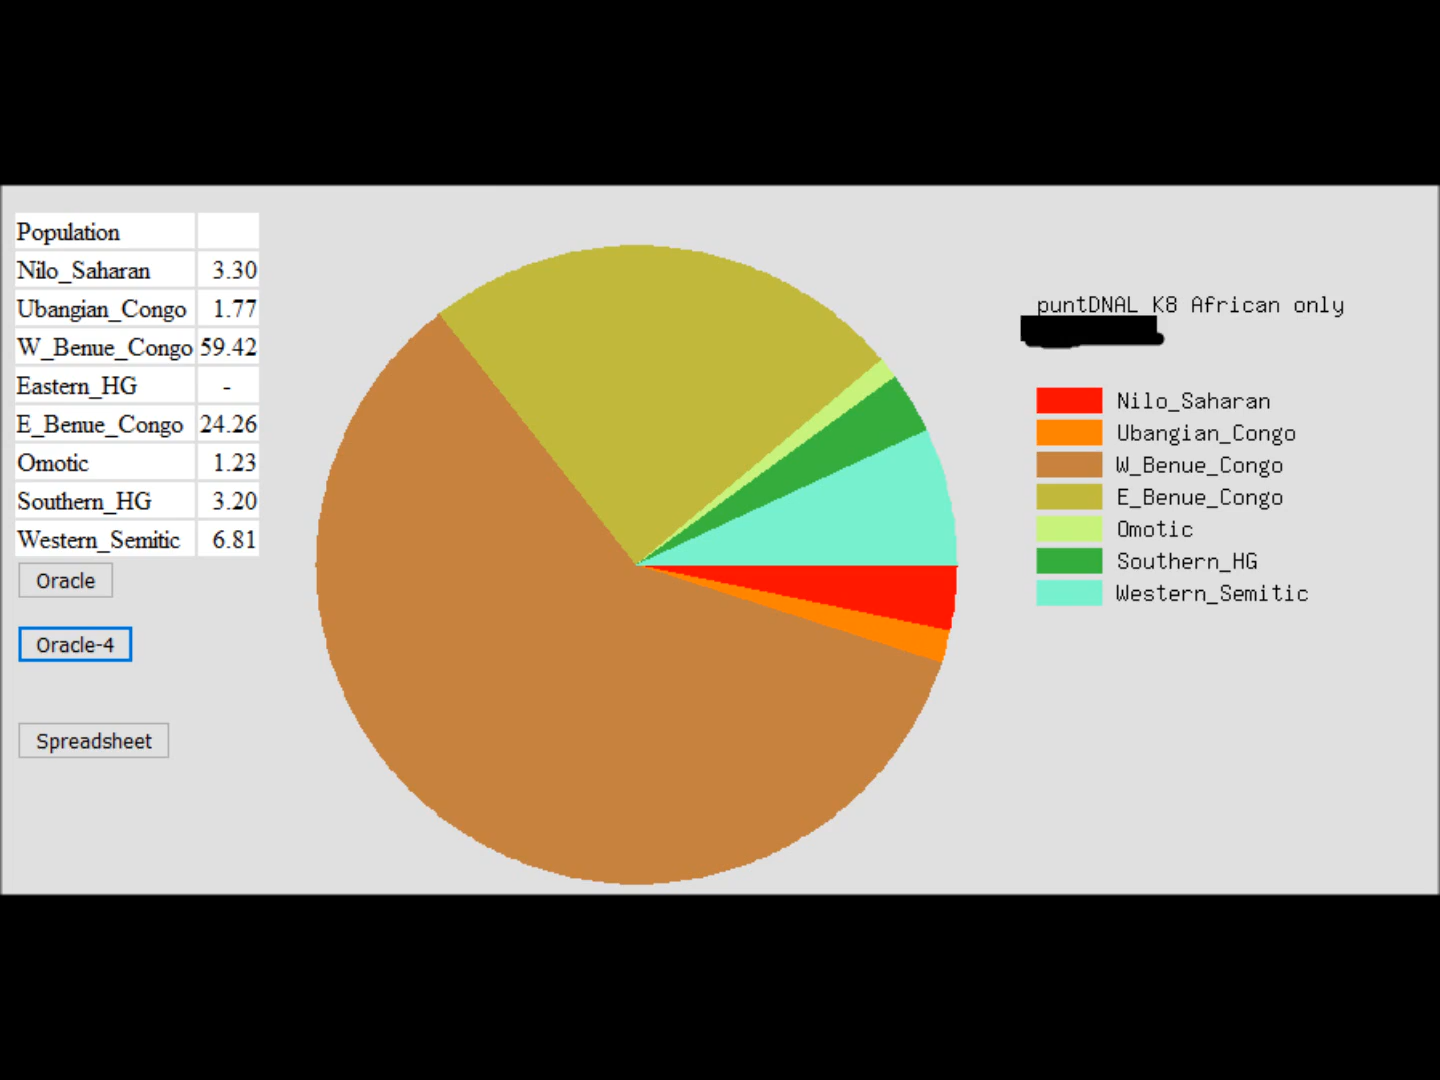 Population
Nilo_Saharan 3.30
Ubangian_Congo 1.77
W_Benue_Congo 59.42
Eastern_HG -
E_Benue_Congo 24.26
Omotic 1.23
Southern_HG 3.20
Western_Semitic 6.81
Oracle
Oracle-4
Spreadsheet
puntDNAL K8 African only
Nilo_Saharan
Ubangian_Congo
W_Benue_Congo
E_Benue_Congo
Omotic
Southern_HG
Western_Semitic